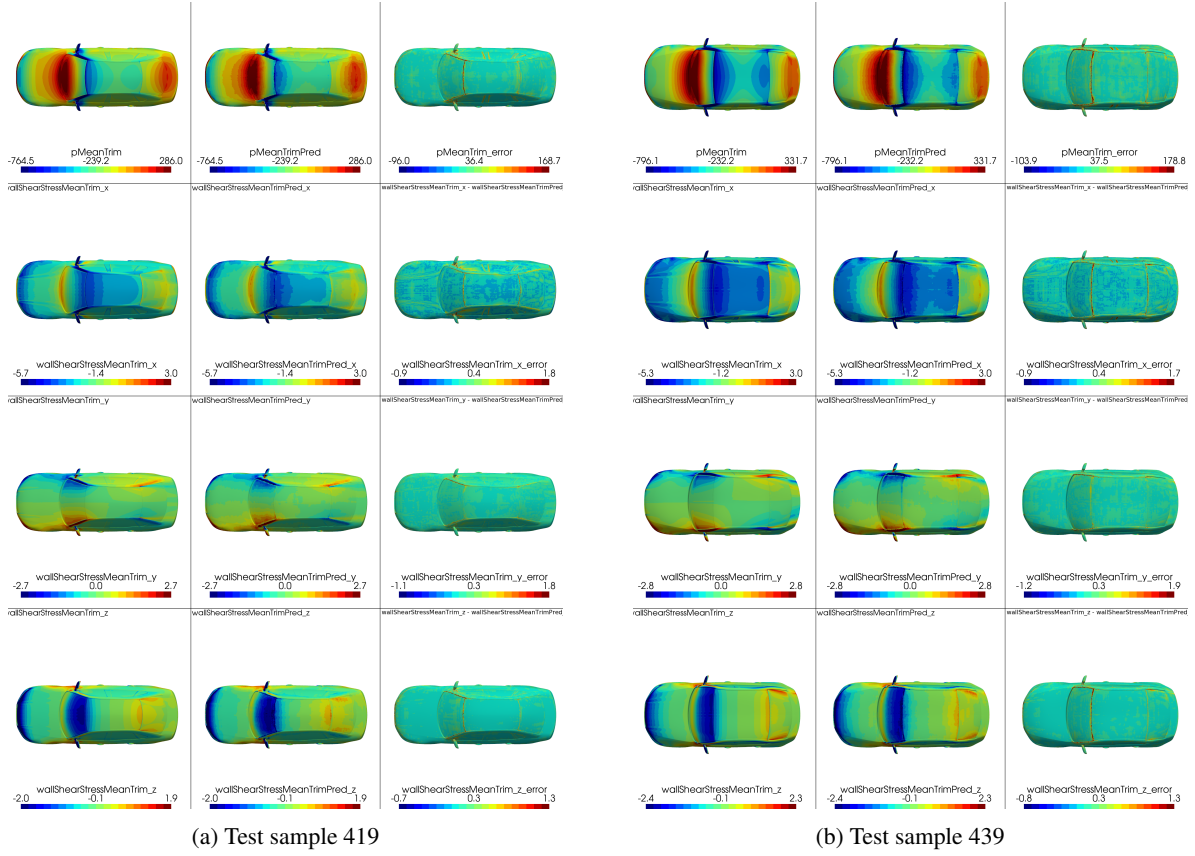 pMeanTrim pMeanTrimPred pMeanTrim_error
-764.5 -239.2 286.0 -764.5 -239.2 286.0 -96.0 36.4 168.7
wallShearStressMeanTrim_x wallShearStressMeanTrimPred_x wallShearStressMeanTrim_x - wallShearStressMeanTrimPred
wallShearStressMeanTrim_x wallShearStressMeanTrimPred_x wallShearStressMeanTrim_x_error
-5.7 -1.4 3.0 -5.7 -1.4 3.0 -0.9 0.4 1.8
wallShearStressMeanTrim_y wallShearStressMeanTrimPred_y wallShearStressMeanTrim_y - wallShearStressMeanTrimPred
wallShearStressMeanTrim_y wallShearStressMeanTrimPred_y wallShearStressMeanTrim_y_error
-2.7 0.0 2.7 -2.7 0.0 2.7 -1.1 0.3 1.8
wallShearStressMeanTrim_z wallShearStressMeanTrimPred_z wallShearStressMeanTrim_z - wallShearStressMeanTrimPred
wallShearStressMeanTrim_z wallShearStressMeanTrimPred_z wallShearStressMeanTrim_z_error
-2.0 -0.1 1.9 -2.0 -0.1 1.9 -0.7 0.3 1.3
(a) Test sample 419
pMeanTrim pMeanTrimPred pMeanTrim_error
-796.1 -232.2 331.7 -796.1 -232.2 331.7 -103.9 37.5 178.8
wallShearStressMeanTrim_x wallShearStressMeanTrimPred_x wallShearStressMeanTrim_x - wallShearStressMeanTrimPred
wallShearStressMeanTrim_x wallShearStressMeanTrimPred_x wallShearStressMeanTrim_x_error
-5.3 -1.2 3.0 -5.3 -1.2 3.0 -0.9 0.4 1.7
wallShearStressMeanTrim_y wallShearStressMeanTrimPred_y wallShearStressMeanTrim_y - wallShearStressMeanTrimPred
wallShearStressMeanTrim_y wallShearStressMeanTrimPred_y wallShearStressMeanTrim_y_error
-2.8 0.0 2.8 -2.8 0.0 2.8 -1.2 0.3 1.9
wallShearStressMeanTrim_z wallShearStressMeanTrimPred_z wallShearStressMeanTrim_z - wallShearStressMeanTrimPred
wallShearStressMeanTrim_z wallShearStressMeanTrimPred_z wallShearStressMeanTrim_z_error
-2.4 -0.1 2.3 -2.4 -0.1 2.3 -0.8 0.3 1.3
(b) Test sample 439